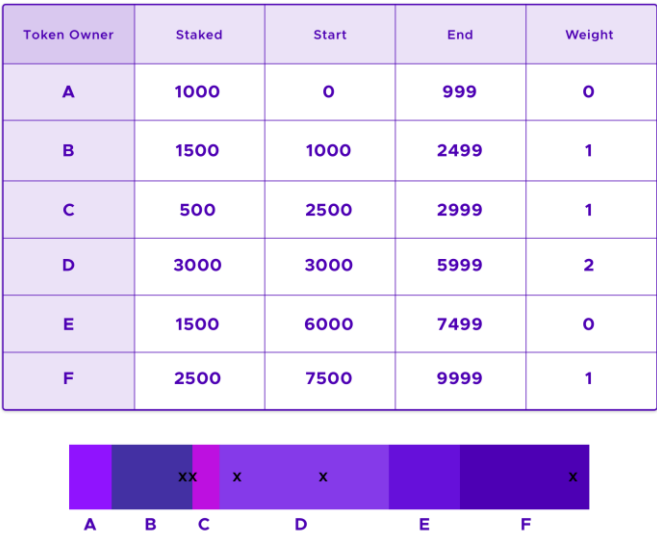 Token Owner Staked Start End Weight
A 1000 0 999 0
B 1500 1000 2499 1
C 500 2500 2999 1
D 3000 3000 5999 2
E 1500 6000 7499 0
F 2500 7500 9999 1
xx x x x
A B C D E F